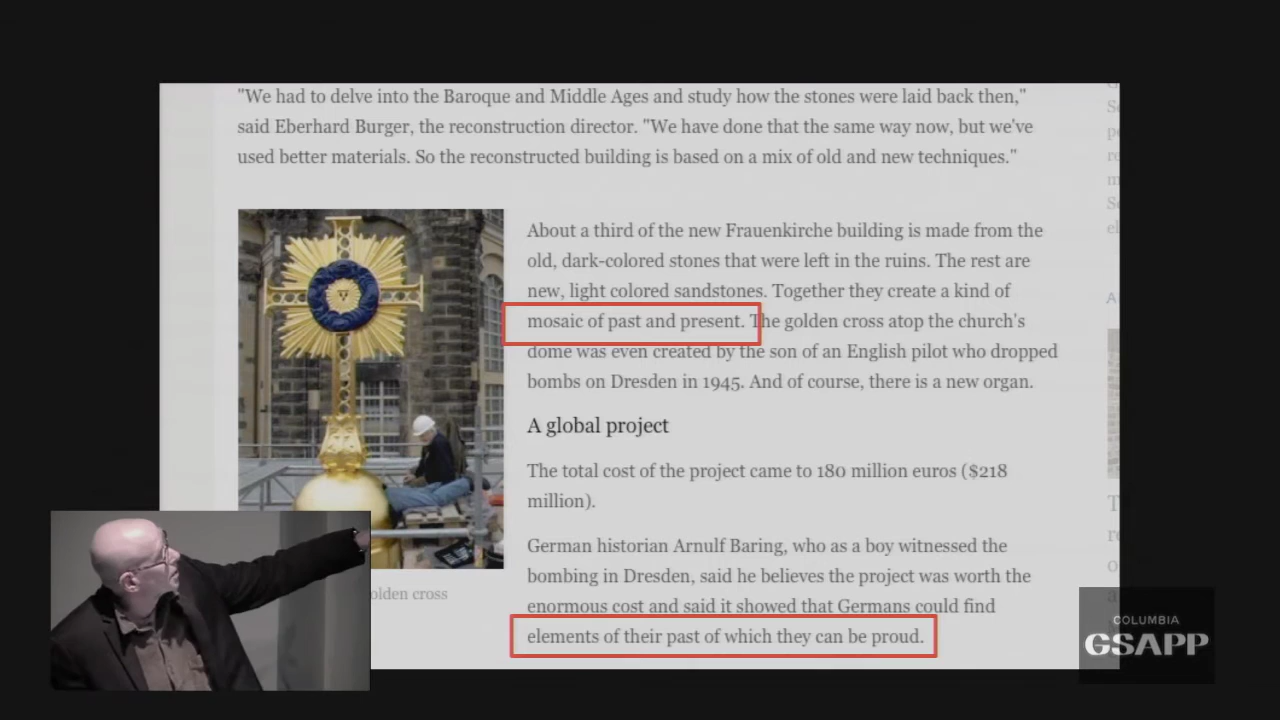 "We had to delve into the Baroque and Middle Ages and study how the stones were laid back then,"
said Eberhard Burger, the reconstruction director. "We have done that the same way now, but we've
used better materials. So the reconstructed building is based on a mix of old and new techniques."
About a third of the new Frauenkirche building is made from the
old, dark-colored stones that were left in the ruins. The rest are
new, light colored sandstones. Together they create a kind of
mosaic of past and present. The golden cross atop the church's
dome was even created by the son of an English pilot who dropped
bombs on Dresden in 1945. And of course, there is a new organ.
A global project
The total cost of the project came to 180 million euros ($218
million).
German historian Arnulf Baring, who as a boy witnessed the
bombing in Dresden, said he believes the project was worth the
enormous cost and said it showed that Germans could find
elements of their past of which they can be proud.
olden cross
COLUMBIA
GSAPP